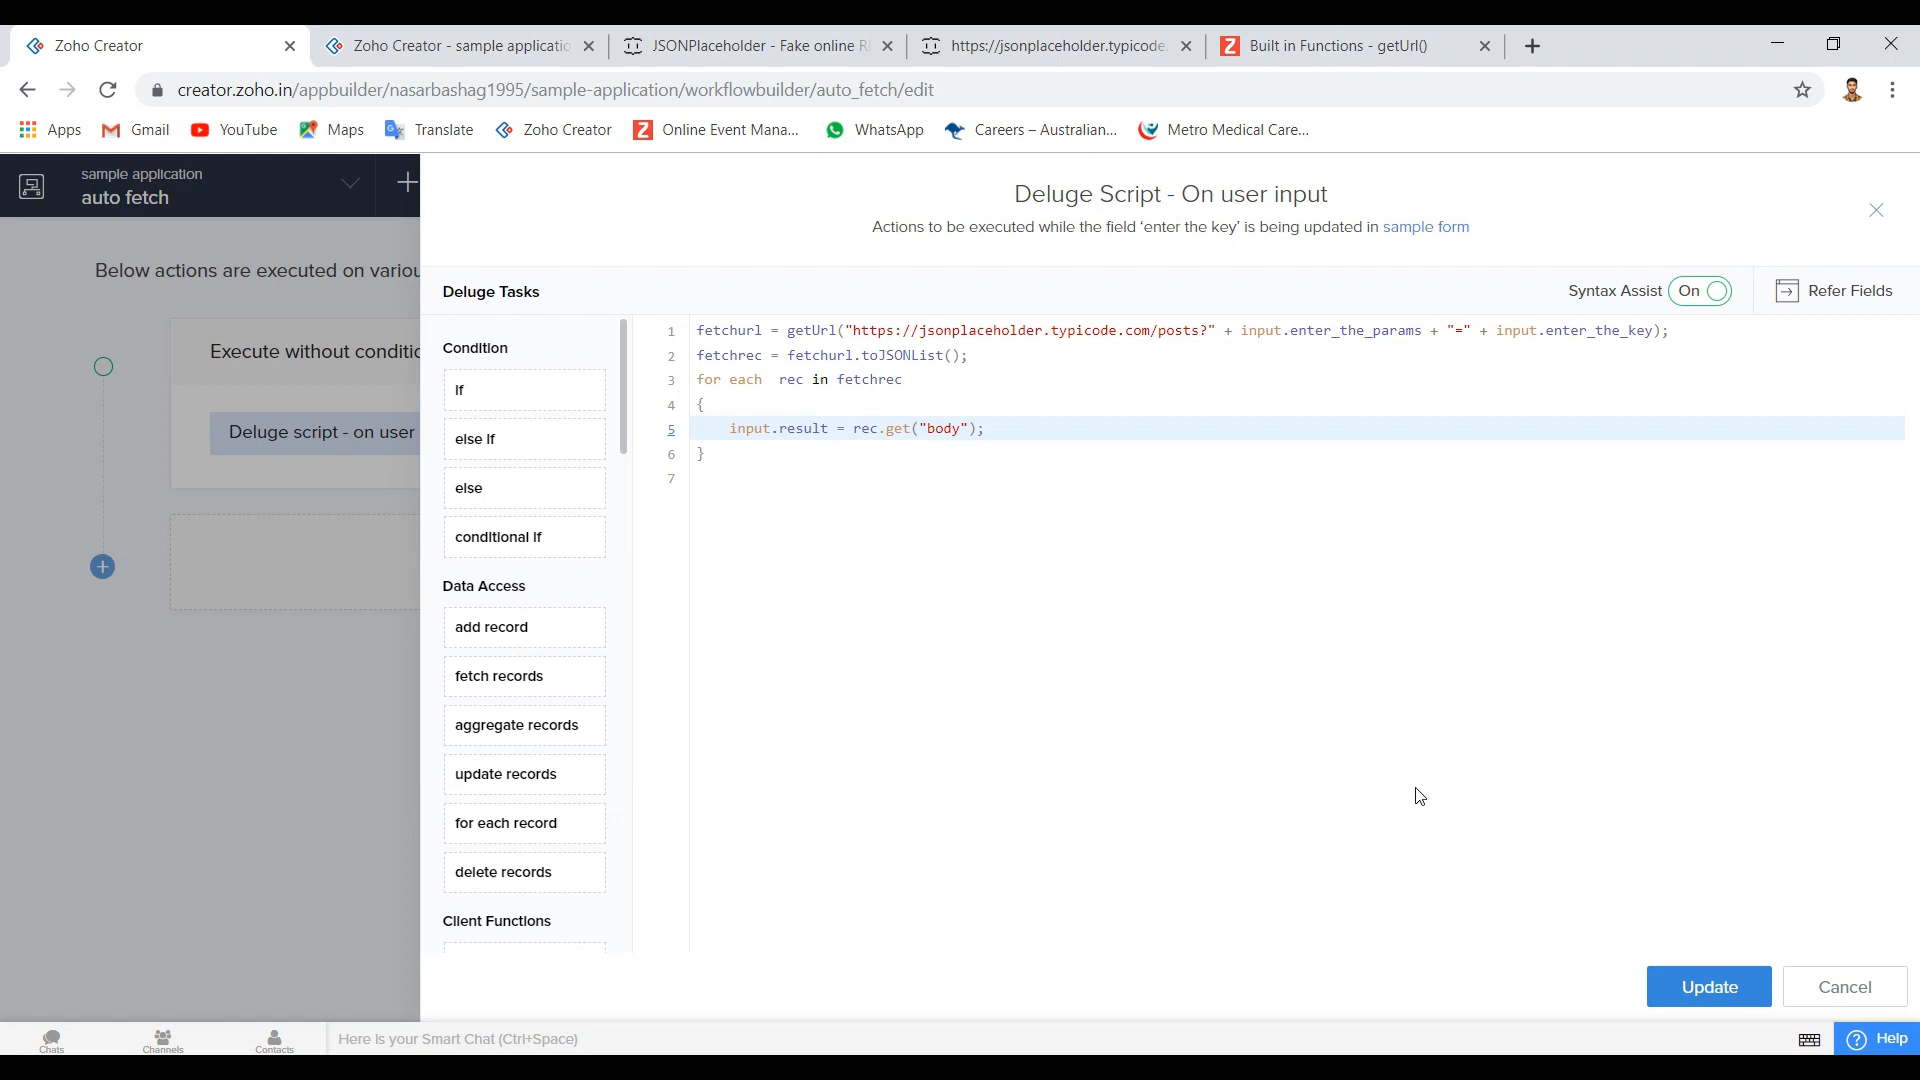 Zoho Creator
Zoho Creator - sample applicatio
JSONPlaceholder - Fake online R
https://jsonplaceholder.typicode.
Built in Functions - getUrl()
creator.zoho.in/appbuilder/nasarbashag1995/sample-application/workflowbuilder/auto_fetch/edit
Apps
Gmail
YouTube
Maps
Translate
Zoho Creator
Online Event Mana...
WhatsApp
Careers – Australian...
Metro Medical Care...
sample application
auto fetch
Deluge Script - On user input
Actions to be executed while the field ‘enter the key’ is being updated in sample form
Below actions are executed on variou
Execute without conditio
Deluge script - on user
Deluge Tasks
Syntax Assist On
Refer Fields
Condition
If
else If
else
conditional If
Data Access
add record
fetch records
aggregate records
update records
for each record
delete records
Client Functions
1 fetchurl = getUrl("https://jsonplaceholder.typicode.com/posts?" + input.enter_the_params + "=" + input.enter_the_key);
2 fetchrec = fetchurl.toJSONList();
3 for each  rec in fetchrec
4 {
5     input.result = rec.get("body");
6 }
7
Update
Cancel
Chats
Channels
Contacts
Here is your Smart Chat (Ctrl+Space)
Help